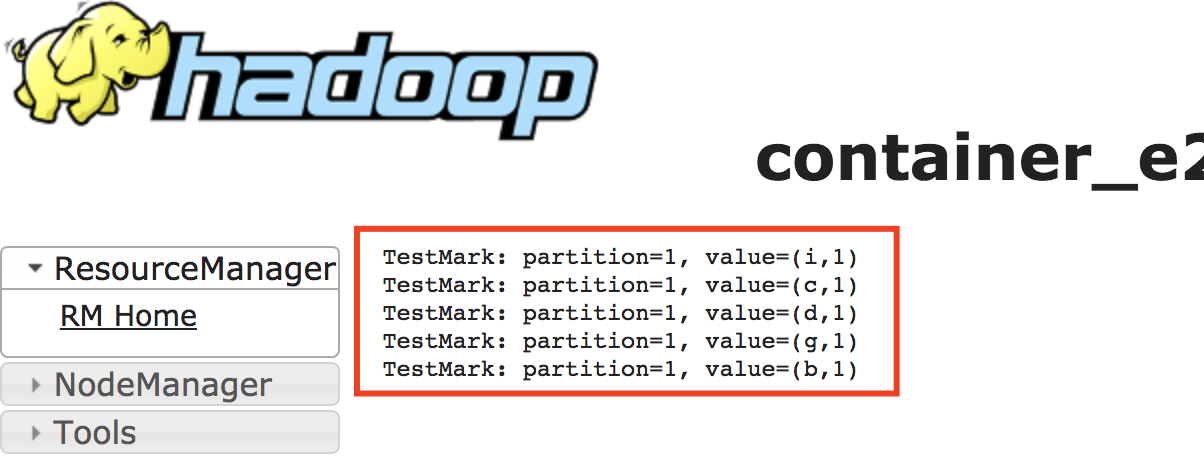 hadoop
container_e2
ResourceManager
RM Home
NodeManager
Tools
TestMark: partition=1, value=(i,1)
TestMark: partition=1, value=(c,1)
TestMark: partition=1, value=(d,1)
TestMark: partition=1, value=(g,1)
TestMark: partition=1, value=(b,1)